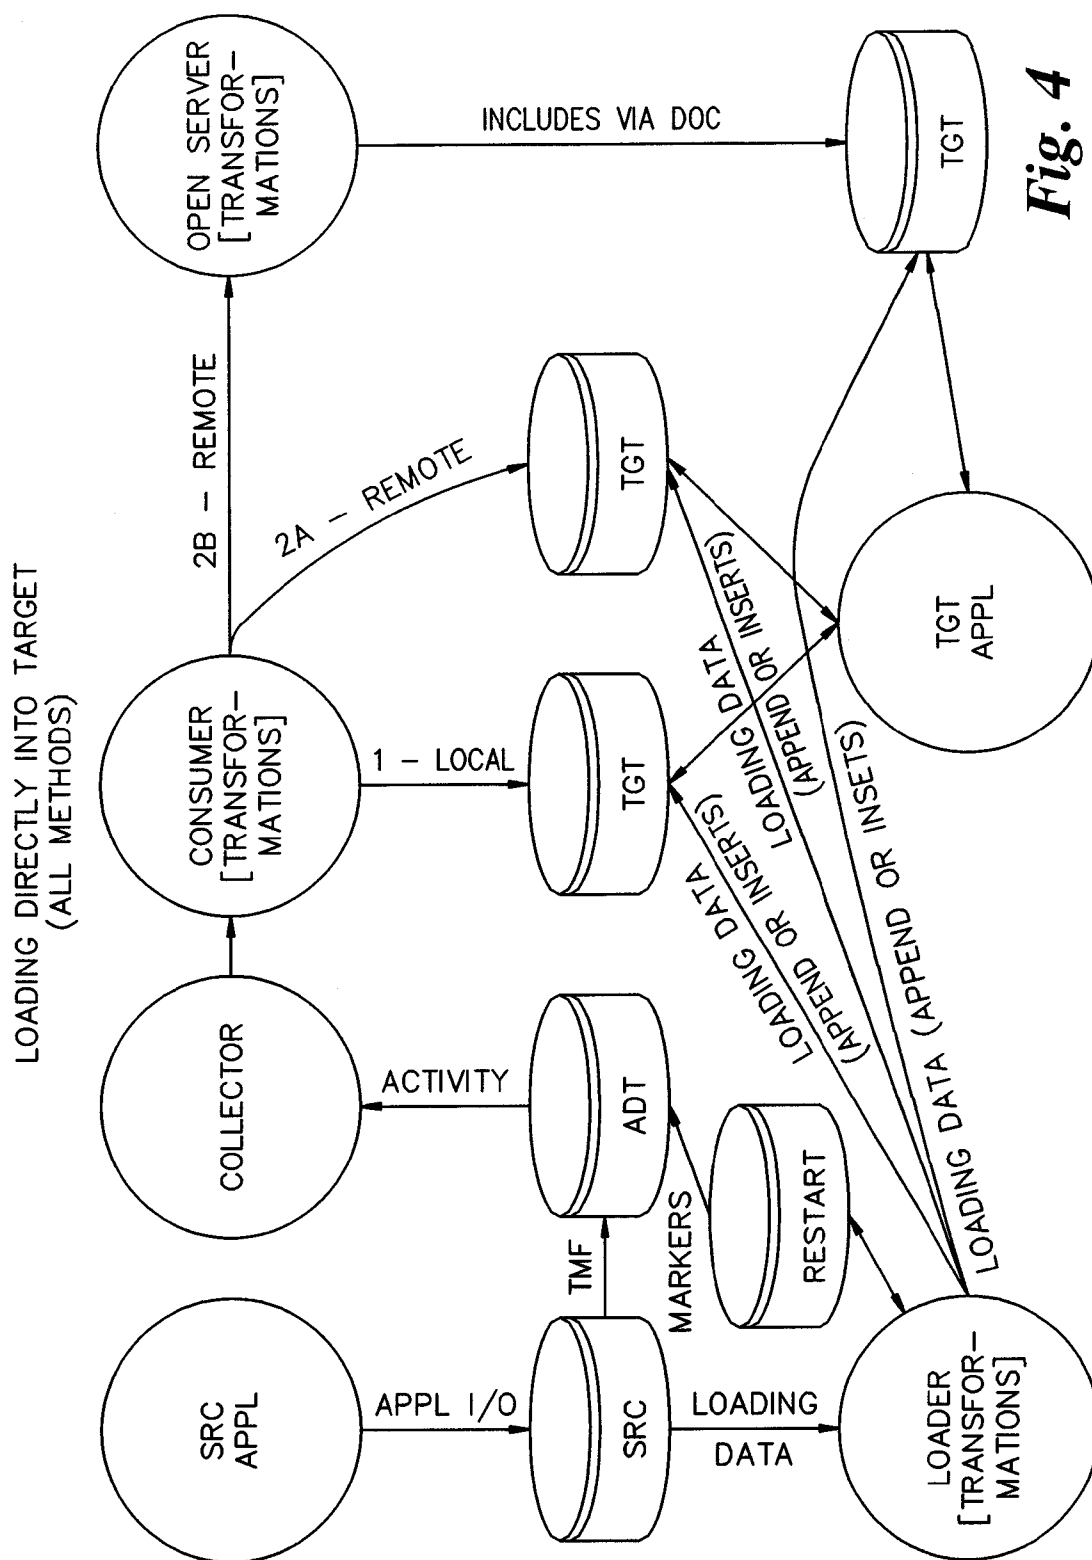 LOADING DIRECTLY INTO TARGET
(ALL METHODS)
SRC
APPL
COLLECTOR
CONSUMER
[TRANSFOR-
MATIONS]
2B - REMOTE
OPEN SERVER
[TRANSFOR-
MATIONS]
APPL I/O
ACTIVITY
1 - LOCAL
2A - REMOTE
INCLUDES VIA DOC
SRC
TMF
ADT
TGT
TGT
TGT
LOADING
DATA
MARKERS
RESTART
LOADING DATA
(APPEND OR INSERTS)
LOADING DATA
(APPEND OR INSERTS)
LOADING DATA (APPEND OR INSETS)
LOADER
[TRANSFOR-
MATIONS]
TGT
APPL
Fig. 4